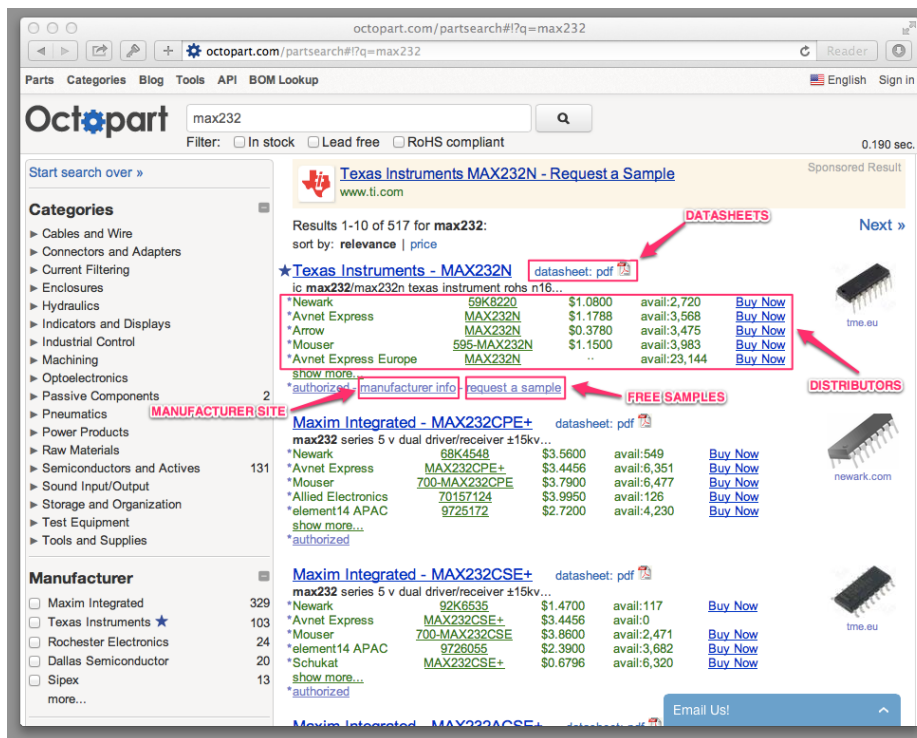 octopart.com/partsearch#!?q=max232
octopart.com/partsearch#!?q=max232
Reader
Parts Categories Blog Tools API BOM Lookup
English Sign in
Octopart
max232
Filter: In stock Lead free RoHS compliant
0.190 sec.
Start search over »
Categories
Cables and Wire
Connectors and Adapters
Current Filtering
Enclosures
Hydraulics
Indicators and Displays
Industrial Control
Machining
Optoelectronics
Passive Components 2
Pneumatics
Power Products
Raw Materials
Semiconductors and Actives 131
Sound Input/Output
Storage and Organization
Test Equipment
Tools and Supplies
Manufacturer
Maxim Integrated 329
Texas Instruments 103
Rochester Electronics 24
Dallas Semiconductor 20
Sipex 13
more...
Texas Instruments MAX232N - Request a Sample
www.ti.com
Sponsored Result
Results 1-10 of 517 for max232:
sort by: relevance | price
Next »
DATASHEETS
Texas Instruments - MAX232N datasheet: pdf
ic max232/max232n texas instrument rohs n16...
*Newark 59K8220 $1.0800 avail:2,720 Buy Now
*Avnet Express MAX232N $1.1788 avail:3,568 Buy Now
*Arrow MAX232N $0.3780 avail:3,475 Buy Now
*Mouser 595-MAX232N $1.1500 avail:3,983 Buy Now
*Avnet Express Europe MAX232N -- avail:23,144 Buy Now
show more...
*authorized - manufacturer info - request a sample
tme.eu
DISTRIBUTORS
MANUFACTURER SITE
FREE SAMPLES
Maxim Integrated - MAX232CPE+ datasheet: pdf
max232 series 5 v dual driver/receiver ±15kv...
*Newark 68K4548 $3.5600 avail:549 Buy Now
*Avnet Express MAX232CPE+ $3.4456 avail:6,351 Buy Now
*Mouser 700-MAX232CPE $3.7900 avail:6,477 Buy Now
*Allied Electronics 70157124 $3.9950 avail:126 Buy Now
*element14 APAC 9725172 $2.7200 avail:4,230 Buy Now
show more...
*authorized
newark.com
Maxim Integrated - MAX232CSE+ datasheet: pdf
max232 series 5 v dual driver/receiver ±15kv...
*Newark 92K6535 $1.4700 avail:117 Buy Now
*Avnet Express MAX232CSE+ $3.4456 avail:0
*Mouser 700-MAX232CSE $3.8600 avail:2,471 Buy Now
*element14 APAC 9726055 $2.3900 avail:3,682 Buy Now
*Schukat MAX232CSE+ $0.6796 avail:6,320 Buy Now
show more...
*authorized
tme.eu
Maxim Integrated - MAX232ACSE+ datasheet: pdf
Email Us!